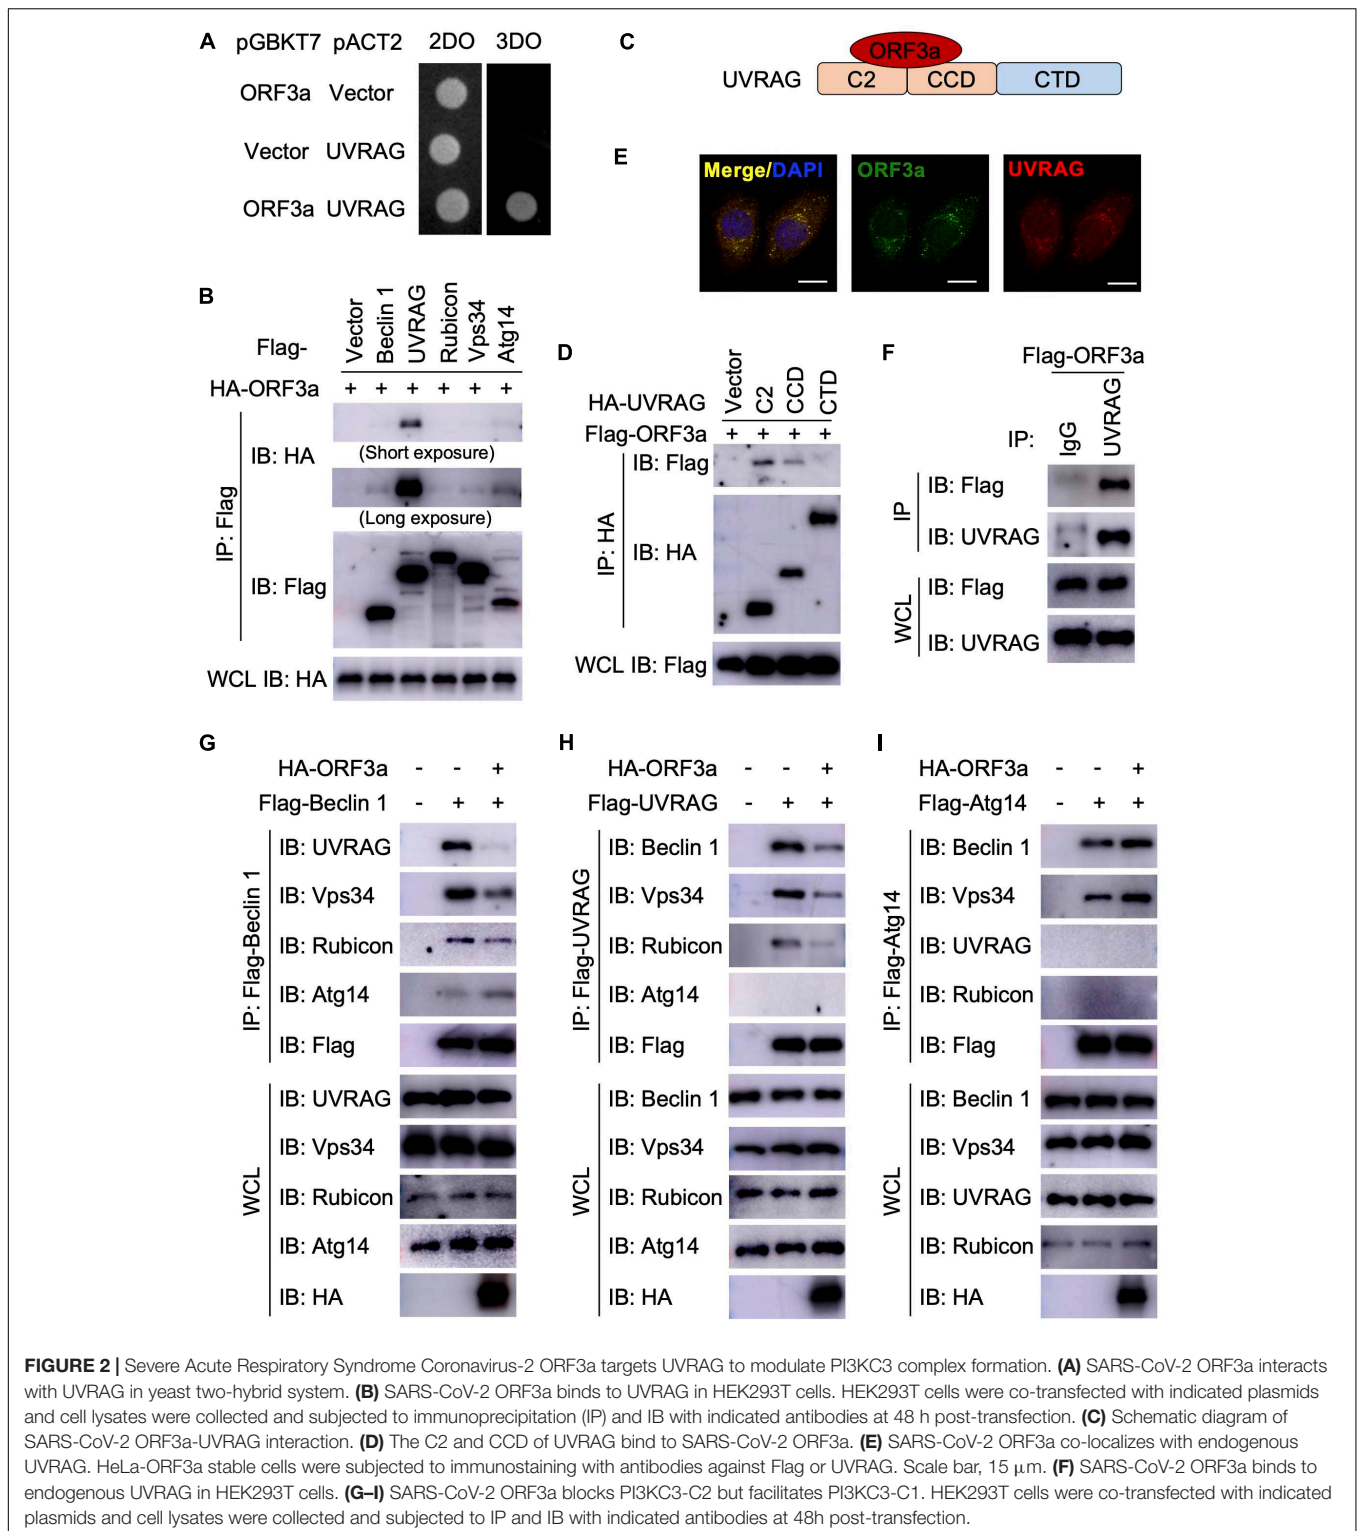 A pGBKT7 pACT2 2DO 3DO
ORF3a Vector
Vector UVRAG
ORF3a UVRAG
B
Flag- Vector Beclin 1 UVRAG Rubicon Vps34 Atg14
HA-ORF3a + + + + + +
IP: Flag
IB: HA
(Short exposure)
(Long exposure)
IB: Flag
WCL IB: HA
C
ORF3a
UVRAG C2 CCD CTD
D
HA-UVRAG Vector C2 CCD CTD
Flag-ORF3a + + + +
IP: HA
IB: Flag
IB: HA
WCL IB: Flag
E
Merge/DAPI ORF3a UVRAG
F
Flag-ORF3a
IP: IgG UVRAG
IP
IB: Flag
IB: UVRAG
WCL
IB: Flag
IB: UVRAG
G
HA-ORF3a - - +
Flag-Beclin 1 - + +
IP: Flag-Beclin 1
IB: UVRAG
IB: Vps34
IB: Rubicon
IB: Atg14
IB: Flag
WCL
IB: UVRAG
IB: Vps34
IB: Rubicon
IB: Atg14
IB: HA
H
HA-ORF3a - - +
Flag-UVRAG - + +
IP: Flag-UVRAG
IB: Beclin 1
IB: Vps34
IB: Rubicon
IB: Atg14
IB: Flag
WCL
IB: Beclin 1
IB: Vps34
IB: Rubicon
IB: Atg14
IB: HA
I
HA-ORF3a - - +
Flag-Atg14 - + +
IP: Flag-Atg14
IB: Beclin 1
IB: Vps34
IB: UVRAG
IB: Rubicon
IB: Flag
WCL
IB: Beclin 1
IB: Vps34
IB: UVRAG
IB: Rubicon
IB: HA
FIGURE 2 | Severe Acute Respiratory Syndrome Coronavirus-2 ORF3a targets UVRAG to modulate PI3KC3 complex formation. (A) SARS-CoV-2 ORF3a interacts
with UVRAG in yeast two-hybrid system. (B) SARS-CoV-2 ORF3a binds to UVRAG in HEK293T cells. HEK293T cells were co-transfected with indicated plasmids
and cell lysates were collected and subjected to immunoprecipitation (IP) and IB with indicated antibodies at 48 h post-transfection. (C) Schematic diagram of
SARS-CoV-2 ORF3a-UVRAG interaction. (D) The C2 and CCD of UVRAG bind to SARS-CoV-2 ORF3a. (E) SARS-CoV-2 ORF3a co-localizes with endogenous
UVRAG. HeLa-ORF3a stable cells were subjected to immunostaining with antibodies against Flag or UVRAG. Scale bar, 15 μm. (F) SARS-CoV-2 ORF3a binds to
endogenous UVRAG in HEK293T cells. (G–I) SARS-CoV-2 ORF3a blocks PI3KC3-C2 but facilitates PI3KC3-C1. HEK293T cells were co-transfected with indicated
plasmids and cell lysates were collected and subjected to IP and IB with indicated antibodies at 48h post-transfection.